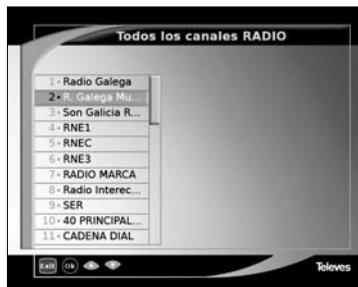 Todos los canales RADIO
1 Radio Galega
2 R. Galega Mu...
3 Son Galicia R...
4 RNE1
5 RNEC
6 RNE3
7 RADIO MARCA
8 Radio Interec...
9 SER
10 40 PRINCIPAL...
11 CADENA DIAL
Exit Ok
Televes